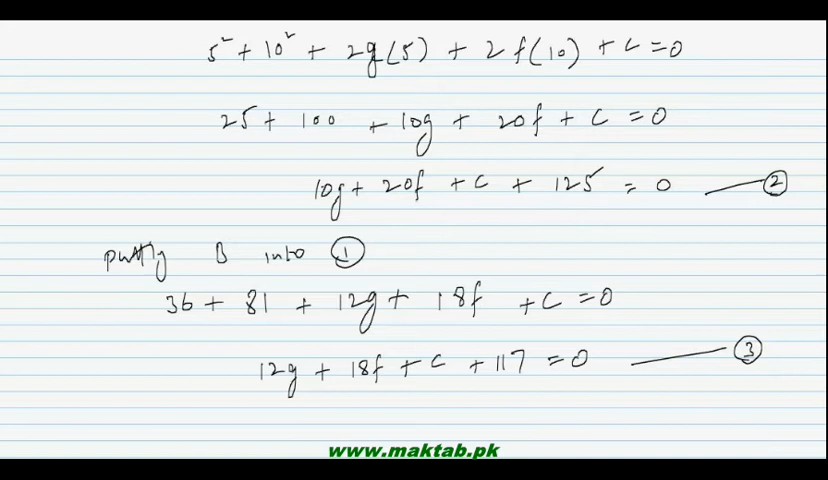 5² + 10² + 2g(5) + 2f(10) + c = 0
25 + 100 + 10g + 20f + c = 0
10g + 20f + c + 125 = 0 — ②
B into ①
36 + 81 + 12g + 18f + c = 0
12g + 18f + c + 117 = 0 — ③
www.maktab.pk